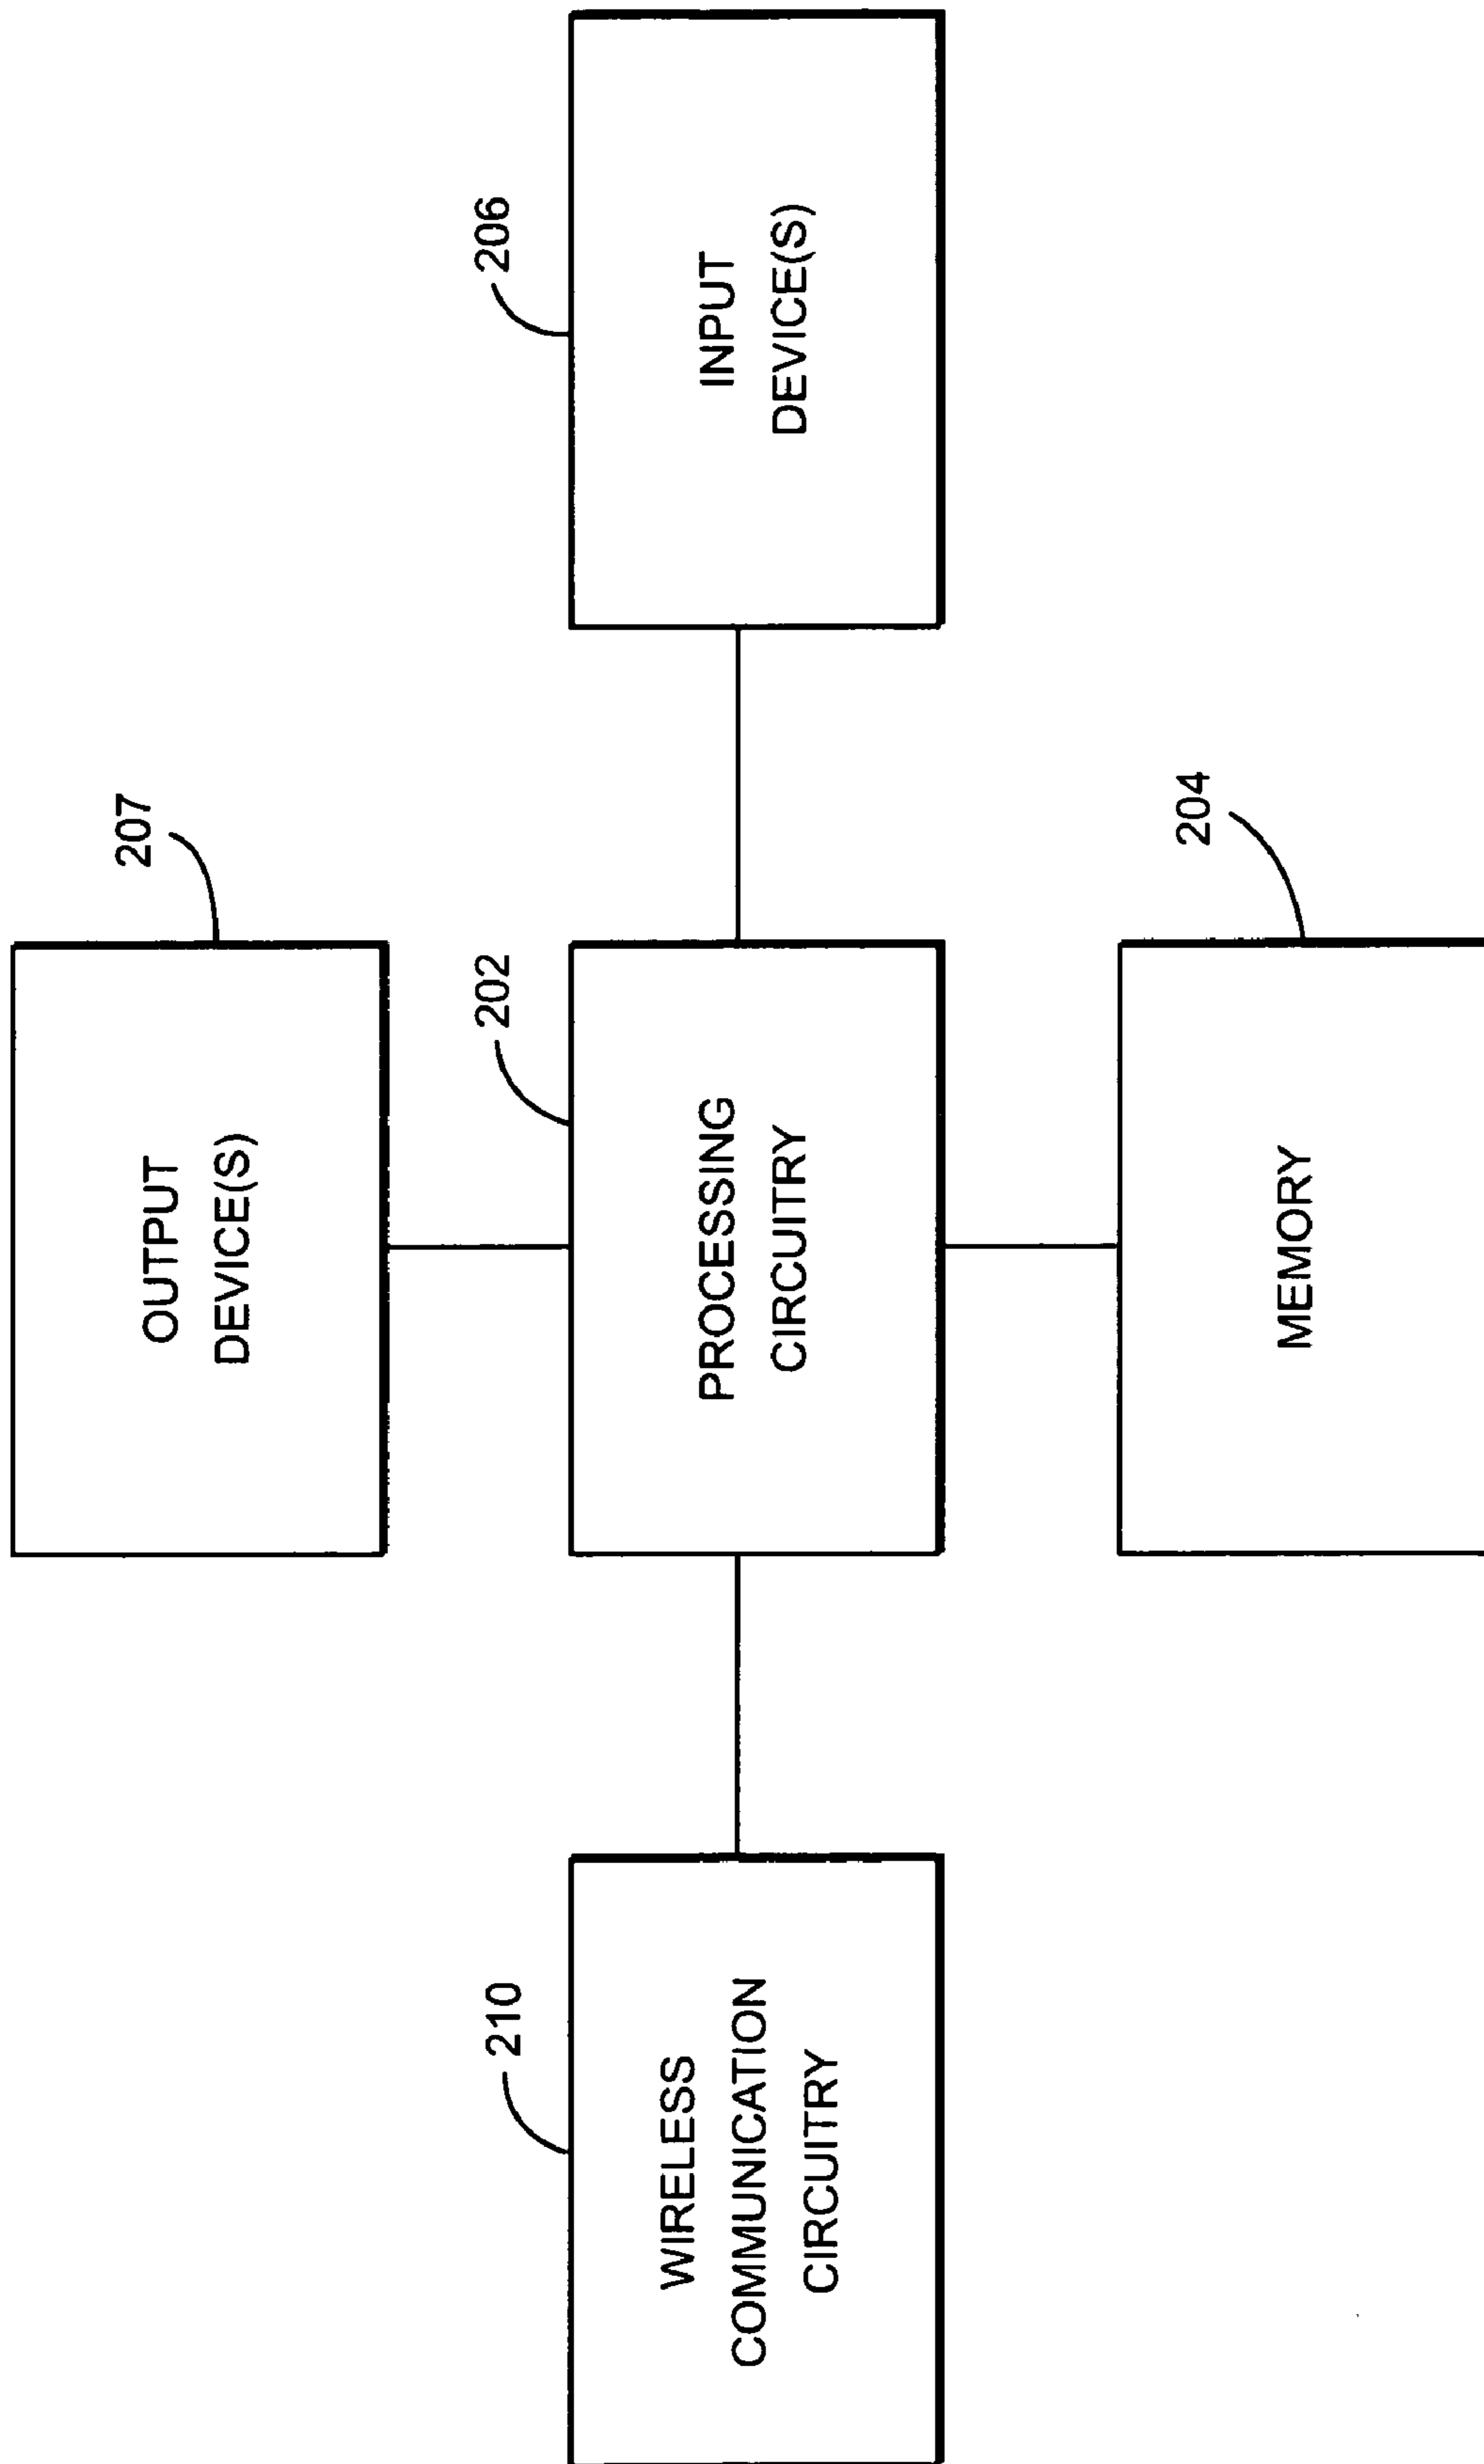 207
OUTPUT
DEVICE(S)
210
WIRELESS
COMMUNICATION
CIRCUITRY
202
PROCESSING
CIRCUITRY
206
INPUT
DEVICE(S)
204
MEMORY